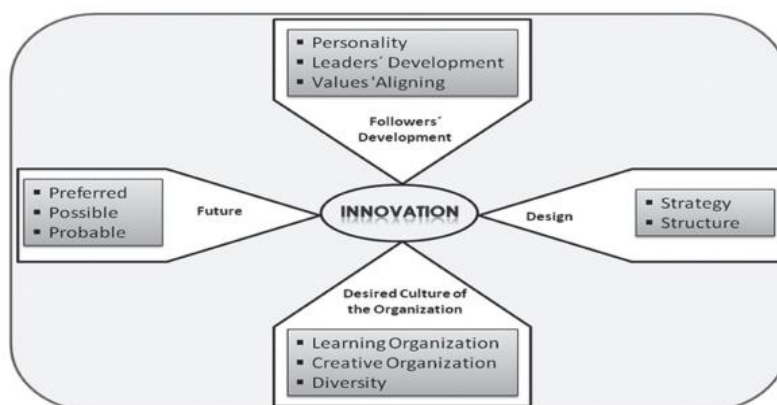 ▪ Personality
▪ Leaders´ Development
▪ Values 'Aligning
Followers´
Development
▪ Preferred
▪ Possible
▪ Probable
Future
INNOVATION
Design
▪ Strategy
▪ Structure
Desired Culture of
the Organization
▪ Learning Organization
▪ Creative Organization
▪ Diversity